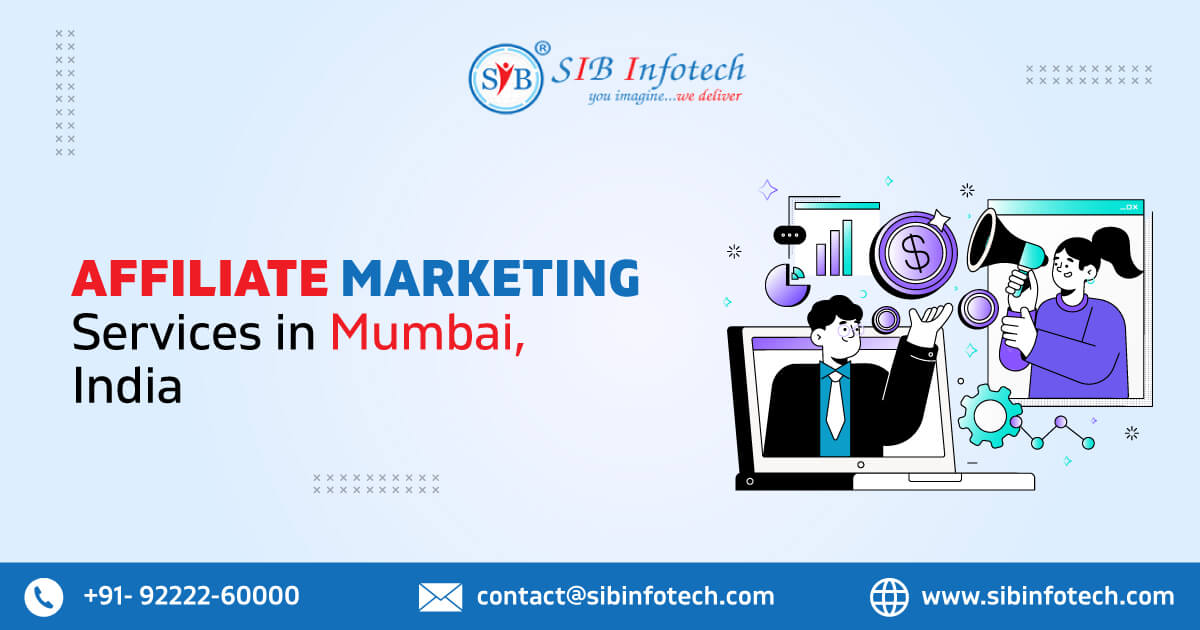 SIB
®
SIB Infotech
you imagine...we deliver
AFFILIATE MARKETING
Services in Mumbai,
India
+91- 92222-60000
contact@sibinfotech.com
www.sibinfotech.com